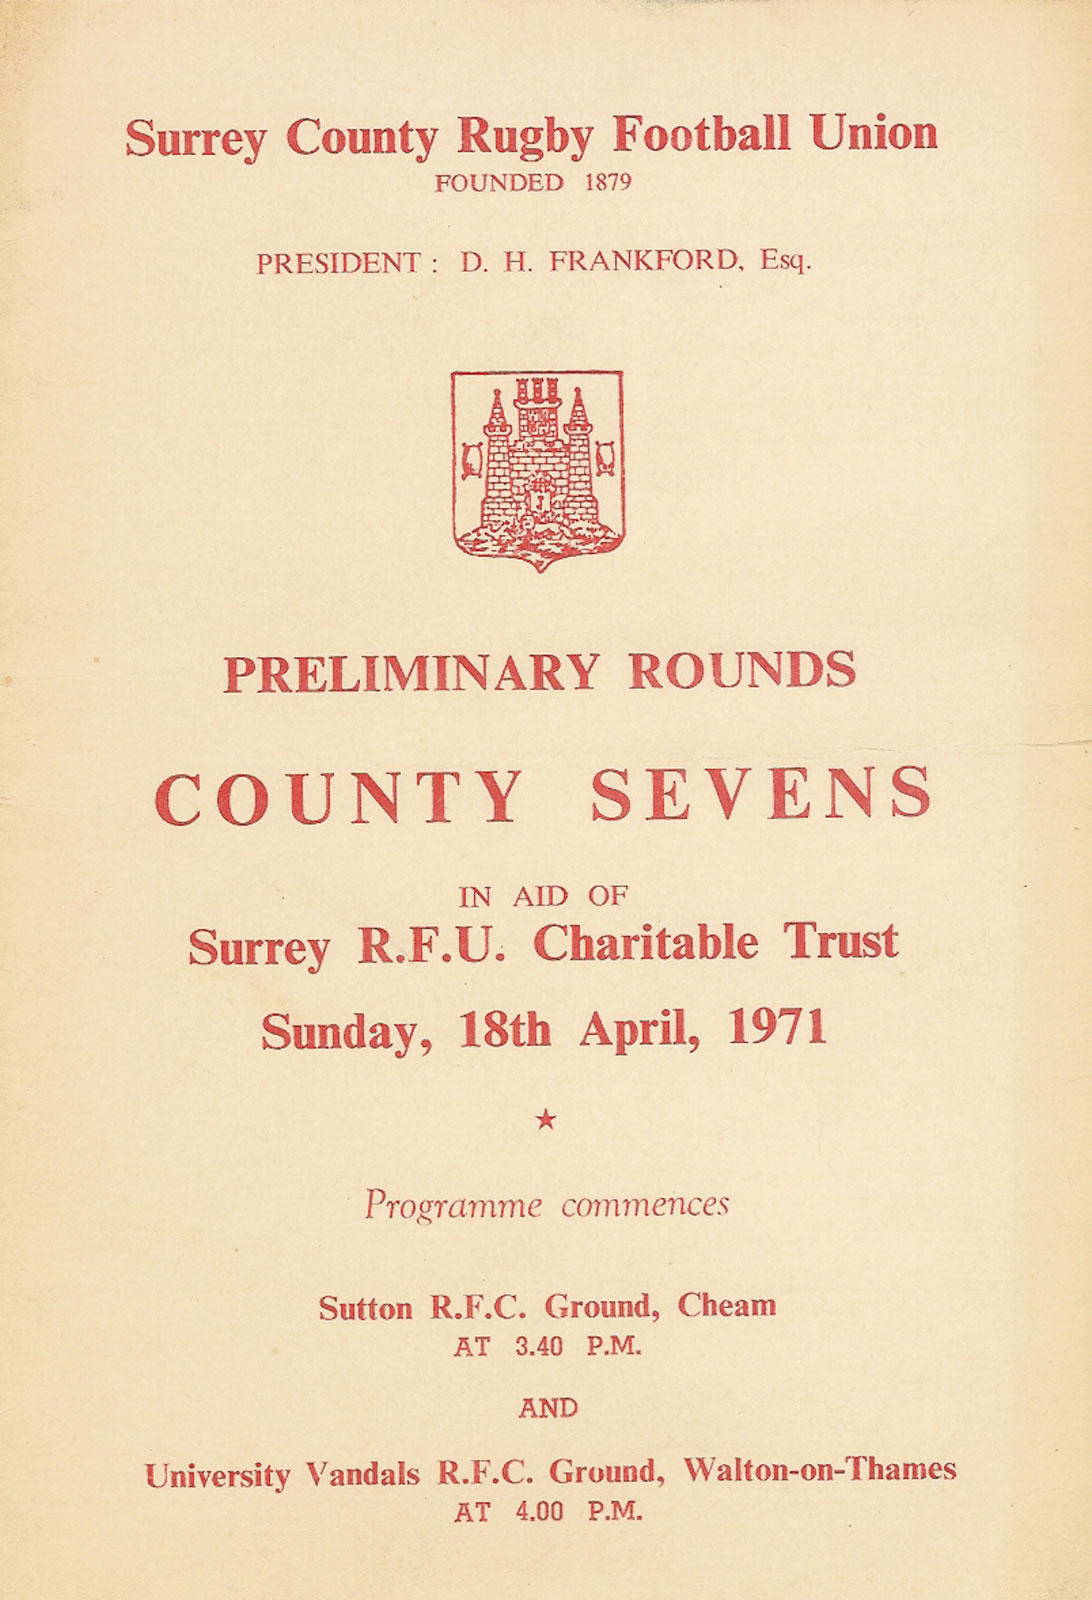 Surrey County Rugby Football Union
FOUNDED 1879
PRESIDENT : D. H. FRANKFORD, Esq.
PRELIMINARY ROUNDS
COUNTY SEVENS
IN AID OF
Surrey R.F.U. Charitable Trust
Sunday, 18th April, 1971
Programme commences
Sutton R.F.C. Ground, Cheam
AT 3.40 P.M.
AND
University Vandals R.F.C. Ground, Walton-on-Thames
AT 4.00 P.M.